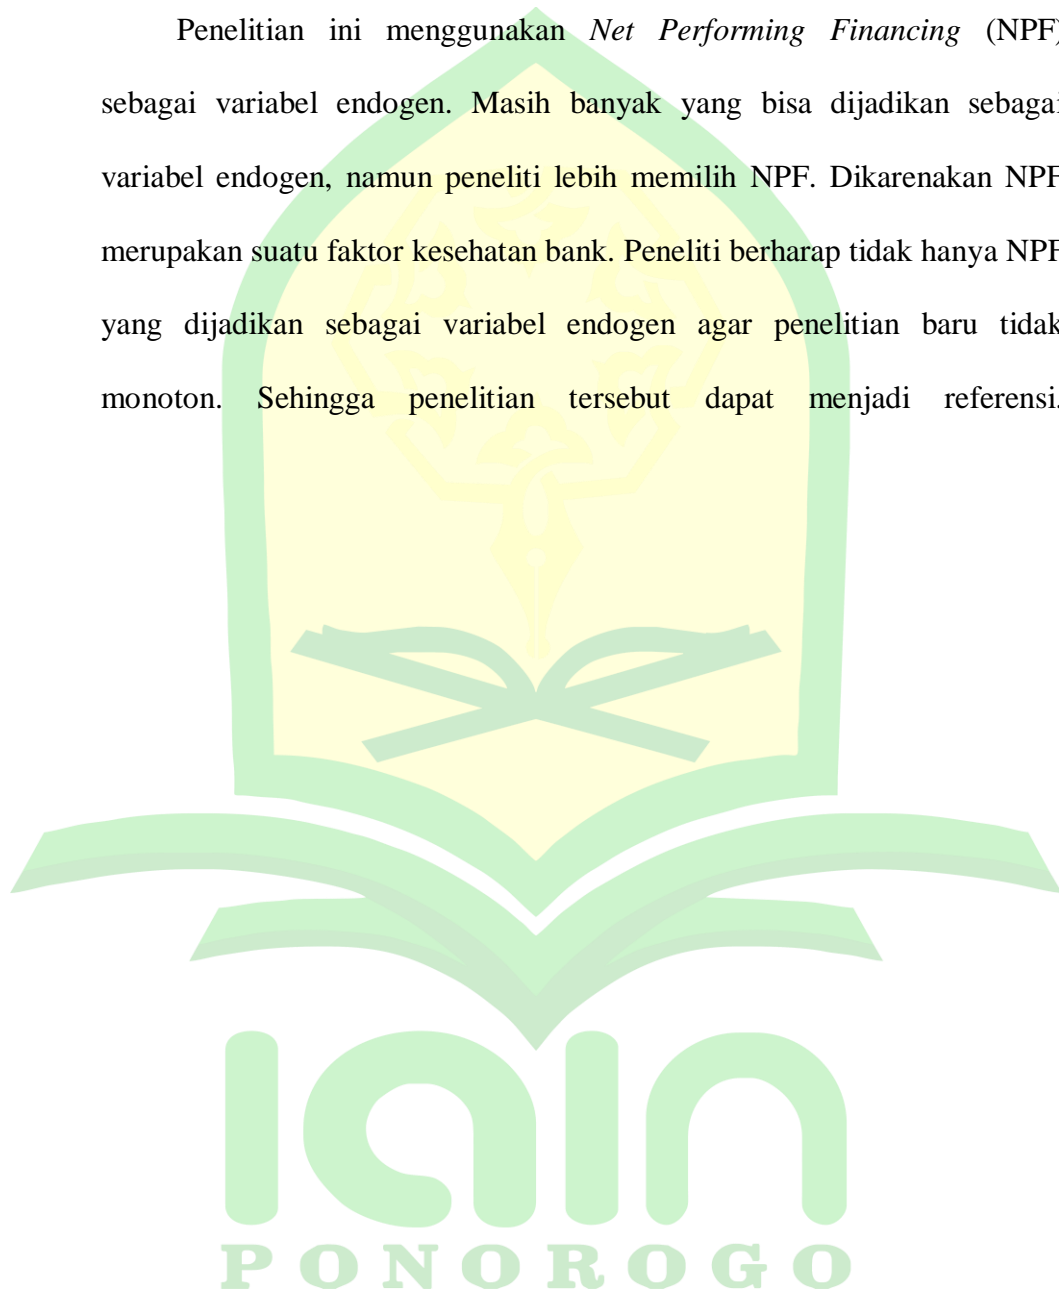 Penelitian ini menggunakan Net Performing Financing (NPF)
sebagai variabel endogen. Masih banyak yang bisa dijadikan sebagai
variabel endogen, namun peneliti lebih memilih NPF. Dikarenakan NPF
merupakan suatu faktor kesehatan bank. Peneliti berharap tidak hanya NPF
yang dijadikan sebagai variabel endogen agar penelitian baru tidak
monoton. Sehingga penelitian tersebut dapat menjadi referensi.
iain
PONOROGO